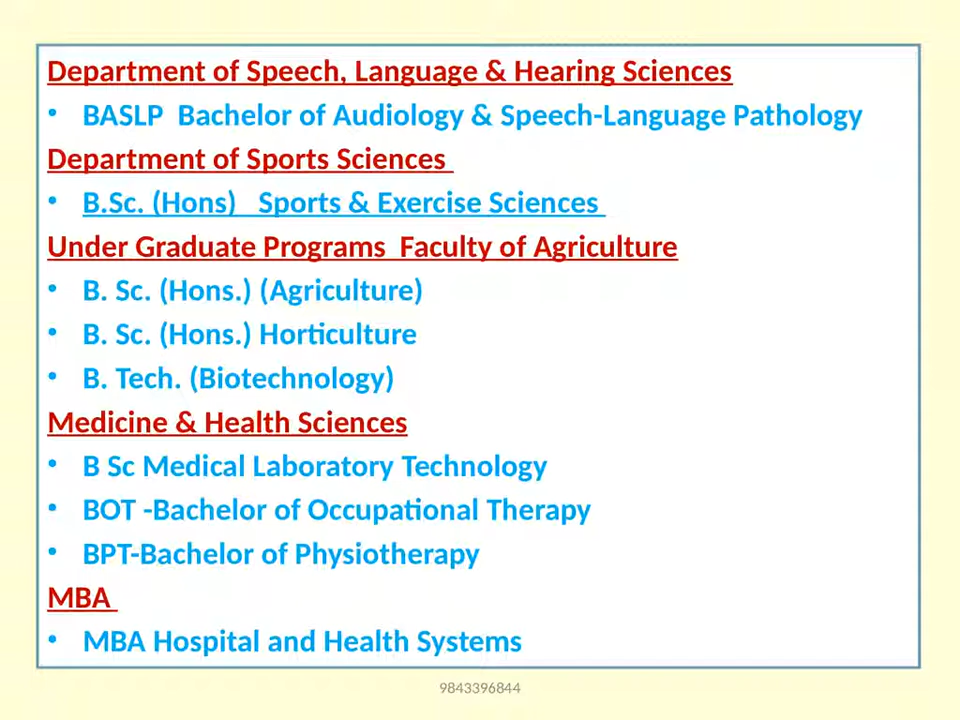 Department of Speech, Language & Hearing Sciences
• BASLP  Bachelor of Audiology & Speech-Language Pathology
Department of Sports Sciences
• B.Sc. (Hons)   Sports & Exercise Sciences
Under Graduate Programs  Faculty of Agriculture
• B. Sc. (Hons.) (Agriculture)
• B. Sc. (Hons.) Horticulture
• B. Tech. (Biotechnology)
Medicine & Health Sciences
• B Sc Medical Laboratory Technology
• BOT -Bachelor of Occupational Therapy
• BPT-Bachelor of Physiotherapy
MBA
• MBA Hospital and Health Systems
9843396844